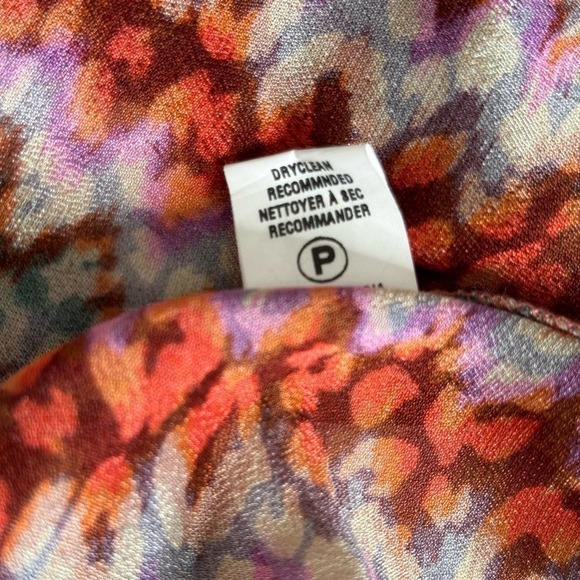 DRYCLEAN
RECOMMNDED
NETTOYER À SEC
RECOMMANDER
P